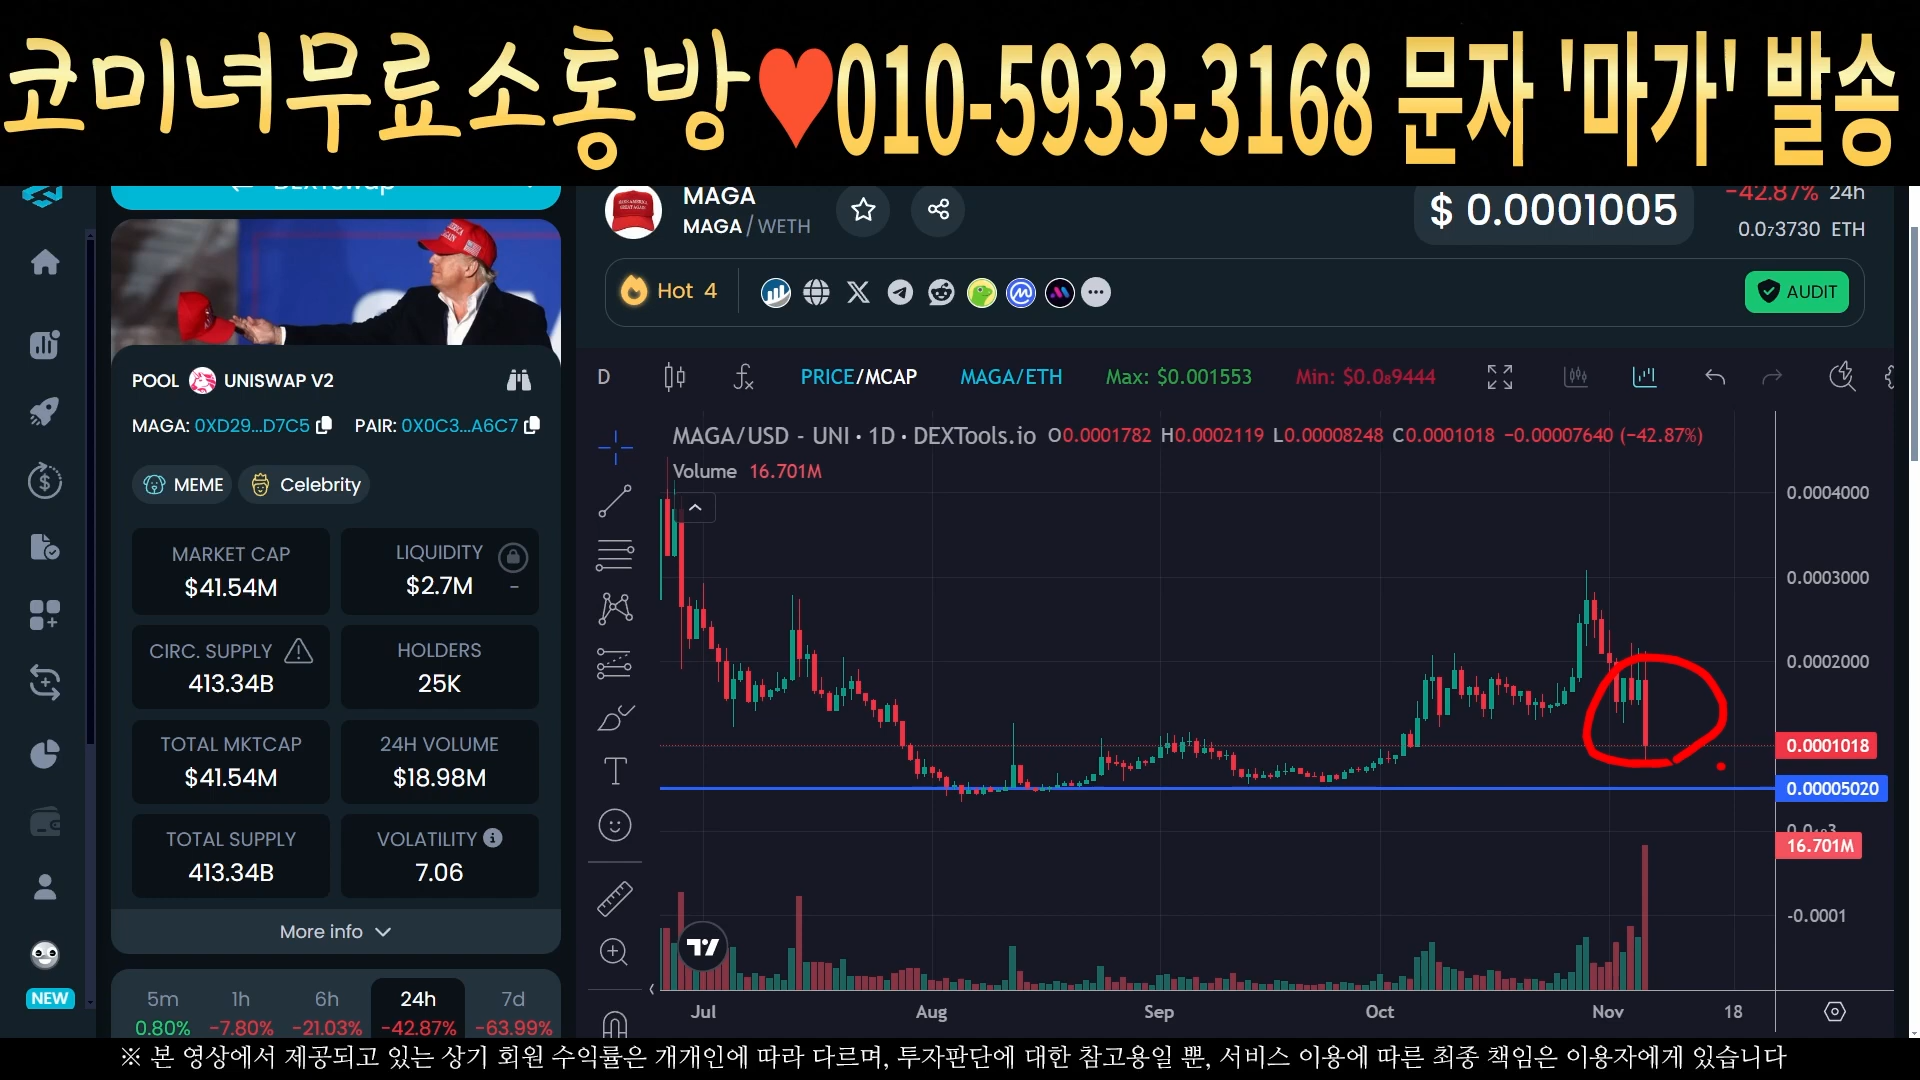 코미녀무료소통방♥010-5933-3168 문자 '마가' 발송
MAGA
MAGA/WETH
$ 0.0001005
-42.87% 24h
0.0₇3730 ETH
Hot 4
AUDIT
POOL UNISWAP V2
MAGA: 0XD29...D7C5 PAIR: 0X0C3...A6C7
MEME Celebrity
MARKET CAP
$41.54M
LIQUIDITY
$2.7M
-
CIRC. SUPPLY
413.34B
HOLDERS
25K
TOTAL MKTCAP
$41.54M
24H VOLUME
$18.98M
TOTAL SUPPLY
413.34B
VOLATILITY
7.06
More info
5m 1h 6h 24h 7d
0.80% -7.80% -21.03% -42.87% -63.99%
NEW
D PRICE/MCAP MAGA/ETH Max: $0.001553 Min: $0.0₈9444
MAGA/USD - UNI · 1D · DEXTools.io O0.0001782 H0.0002119 L0.00008248 C0.0001018 −0.00007640 (−42.87%)
Volume 16.701M
0.0004000
0.0003000
0.0002000
0.0001018
0.00005020
16.701M
-0.0001
Jul Aug Sep Oct Nov 18
※ 본 영상에서 제공되고 있는 상기 회원 수익률은 개개인에 따라 다르며, 투자판단에 대한 참고용일 뿐, 서비스 이용에 따른 최종 책임은 이용자에게 있습니다